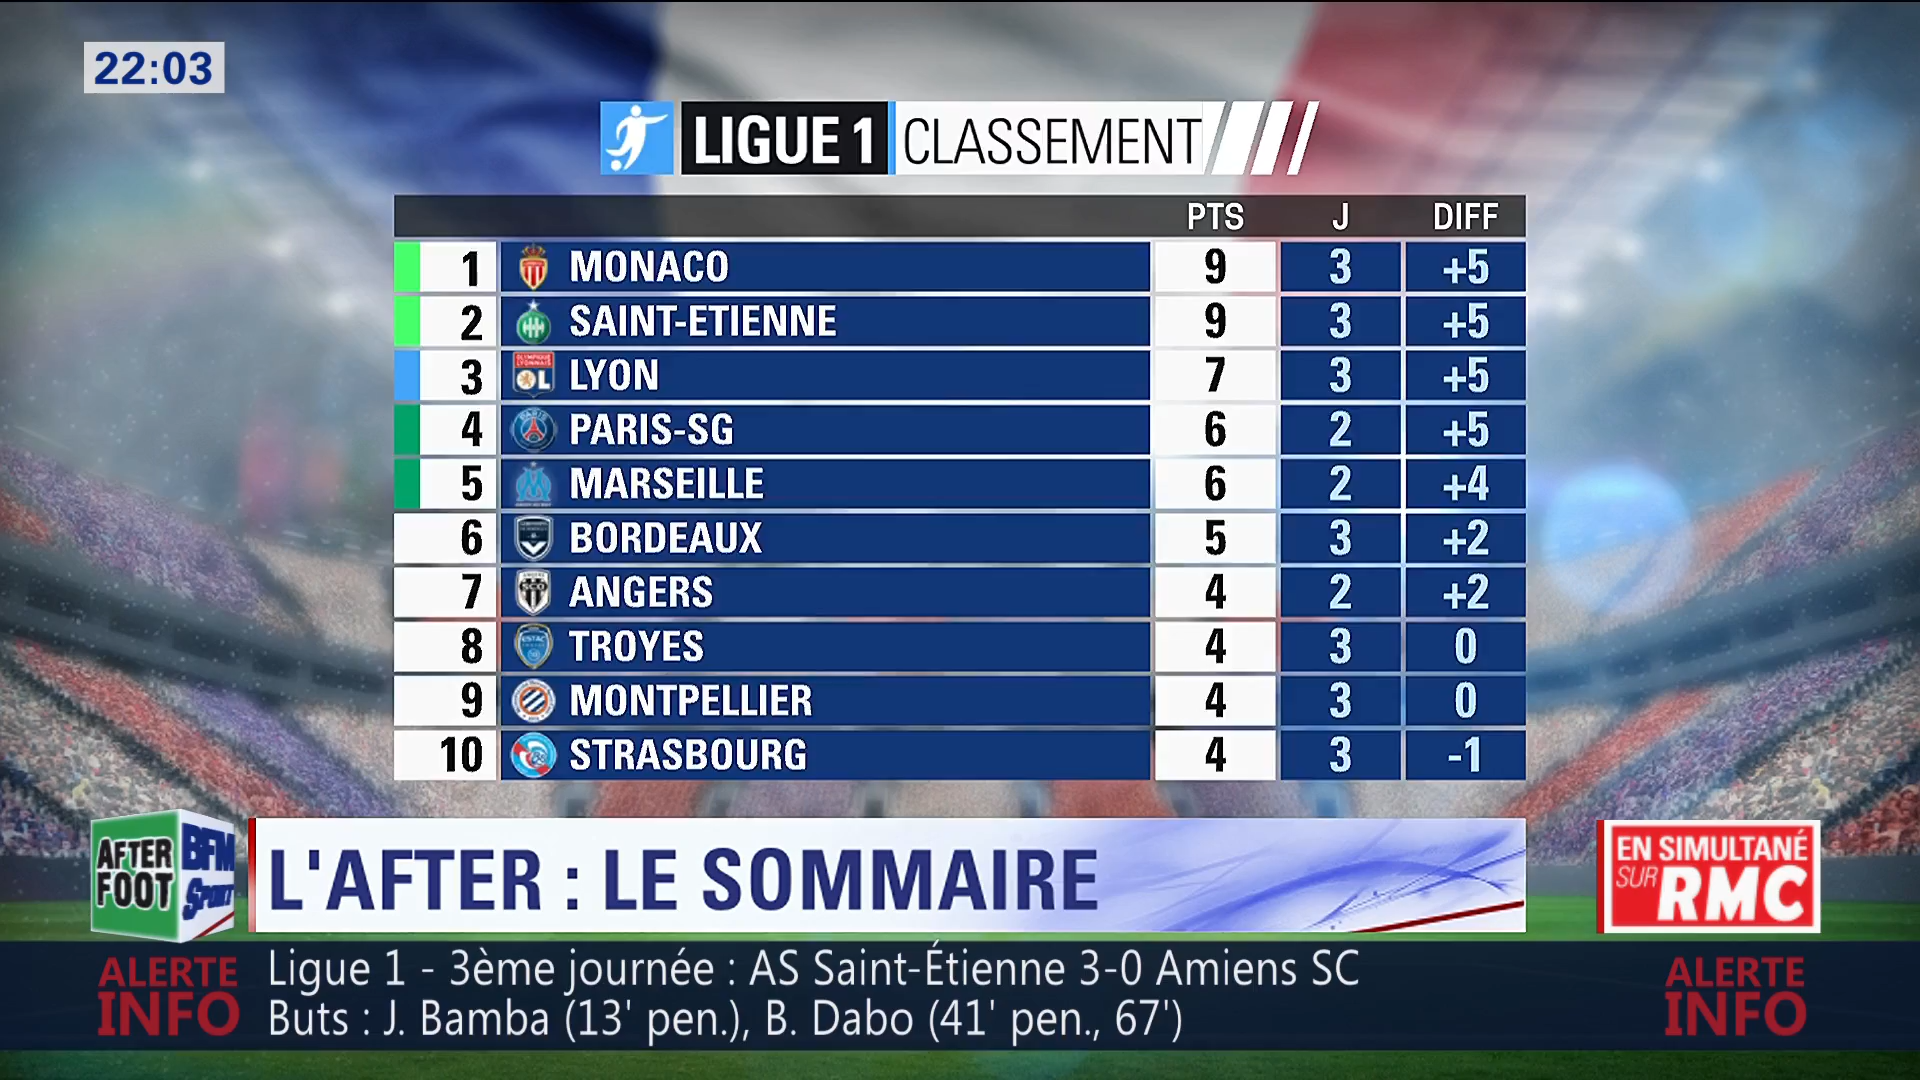 22:03
LIGUE 1 CLASSEMENT
PTS J DIFF
1 MONACO 9 3 +5
2 SAINT-ETIENNE 9 3 +5
3 LYON 7 3 +5
4 PARIS-SG 6 2 +5
5 MARSEILLE 6 2 +4
6 BORDEAUX 5 3 +2
7 ANGERS 4 2 +2
8 TROYES 4 3 0
9 MONTPELLIER 4 3 0
10 STRASBOURG 4 3 -1
AFTER FOOT
BFM Sport
L'AFTER : LE SOMMAIRE
EN SIMULTANÉ
SUR RMC
ALERTE
INFO
Ligue 1 - 3ème journée : AS Saint-Étienne 3-0 Amiens SC
Buts : J. Bamba (13' pen.), B. Dabo (41' pen., 67')
ALERTE
INFO